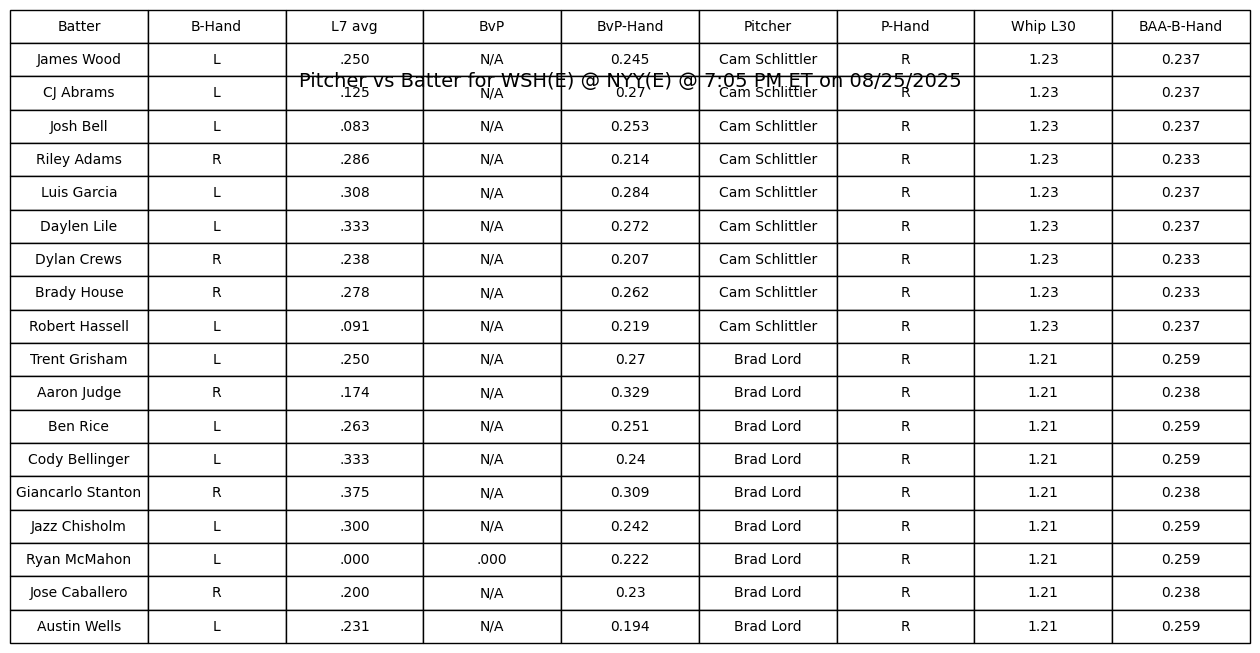 Batter B-Hand L7 avg BvP BvP-Hand Pitcher P-Hand Whip L30 BAA-B-Hand
James Wood L .250 N/A 0.245 Cam Schlittler R 1.23 0.237
Pitcher vs Batter for WSH(E) @ NYY(E) @ 7:05 PM ET on 08/25/2025
CJ Abrams L .125 N/A 0.27 Cam Schlittler R 1.23 0.237
Josh Bell L .083 N/A 0.253 Cam Schlittler R 1.23 0.237
Riley Adams R .286 N/A 0.214 Cam Schlittler R 1.23 0.233
Luis Garcia L .308 N/A 0.284 Cam Schlittler R 1.23 0.237
Daylen Lile L .333 N/A 0.272 Cam Schlittler R 1.23 0.237
Dylan Crews R .238 N/A 0.207 Cam Schlittler R 1.23 0.233
Brady House R .278 N/A 0.262 Cam Schlittler R 1.23 0.233
Robert Hassell L .091 N/A 0.219 Cam Schlittler R 1.23 0.237
Trent Grisham L .250 N/A 0.27 Brad Lord R 1.21 0.259
Aaron Judge R .174 N/A 0.329 Brad Lord R 1.21 0.238
Ben Rice L .263 N/A 0.251 Brad Lord R 1.21 0.259
Cody Bellinger L .333 N/A 0.24 Brad Lord R 1.21 0.259
Giancarlo Stanton R .375 N/A 0.309 Brad Lord R 1.21 0.238
Jazz Chisholm L .300 N/A 0.242 Brad Lord R 1.21 0.259
Ryan McMahon L .000 .000 0.222 Brad Lord R 1.21 0.259
Jose Caballero R .200 N/A 0.23 Brad Lord R 1.21 0.238
Austin Wells L .231 N/A 0.194 Brad Lord R 1.21 0.259